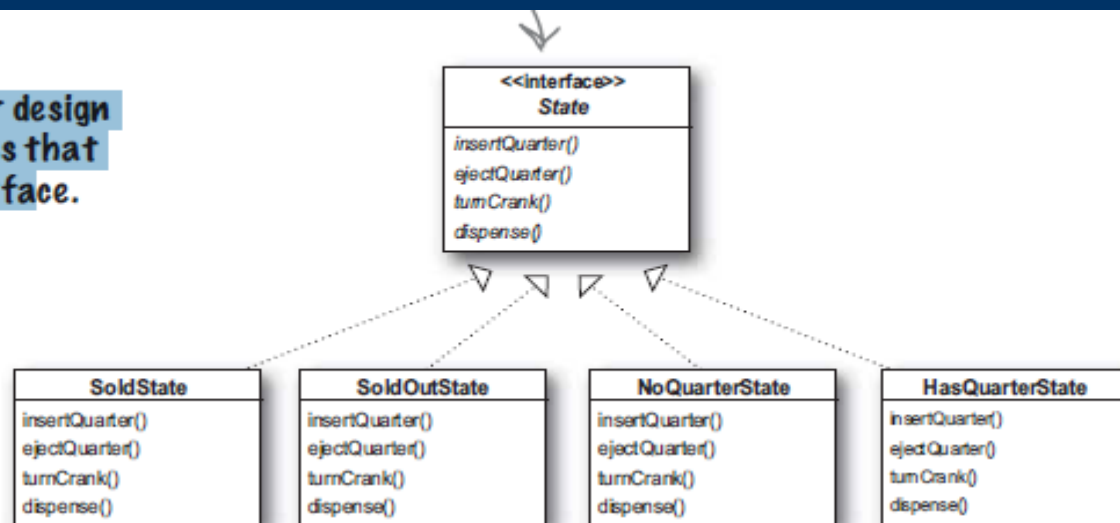 r design
s that
face.
<<interface>>
State
insertQuarter()
ejectQuarter()
turnCrank()
dispense()
SoldState
insertQuarter()
ejectQuarter()
turnCrank()
dispense()
SoldOutState
insertQuarter()
ejectQuarter()
turnCrank()
dispense()
NoQuarterState
insertQuarter()
ejectQuarter()
turnCrank()
dispense()
HasQuarterState
insertQuarter()
ejectQuarter()
turnCrank()
dispense()